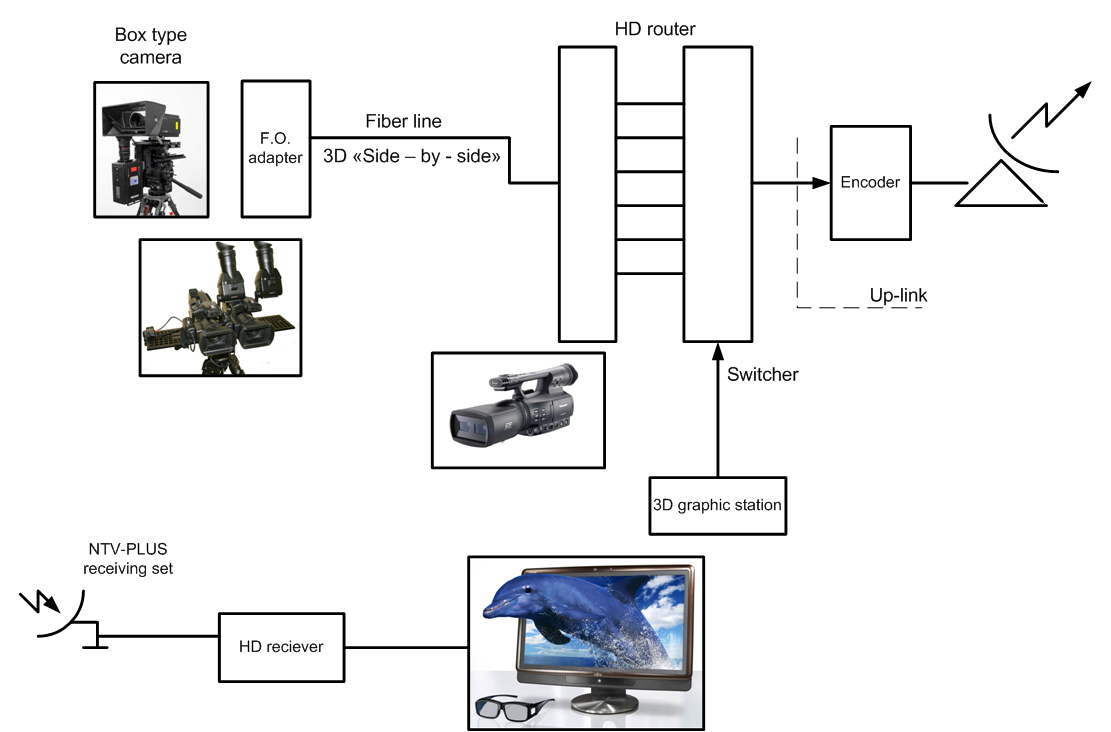 Box type
camera
HD router
F.O.
adapter
Fiber line
3D «Side – by - side»
Encoder
Up-link
Switcher
3D graphic station
NTV-PLUS
receiving set
HD reciever